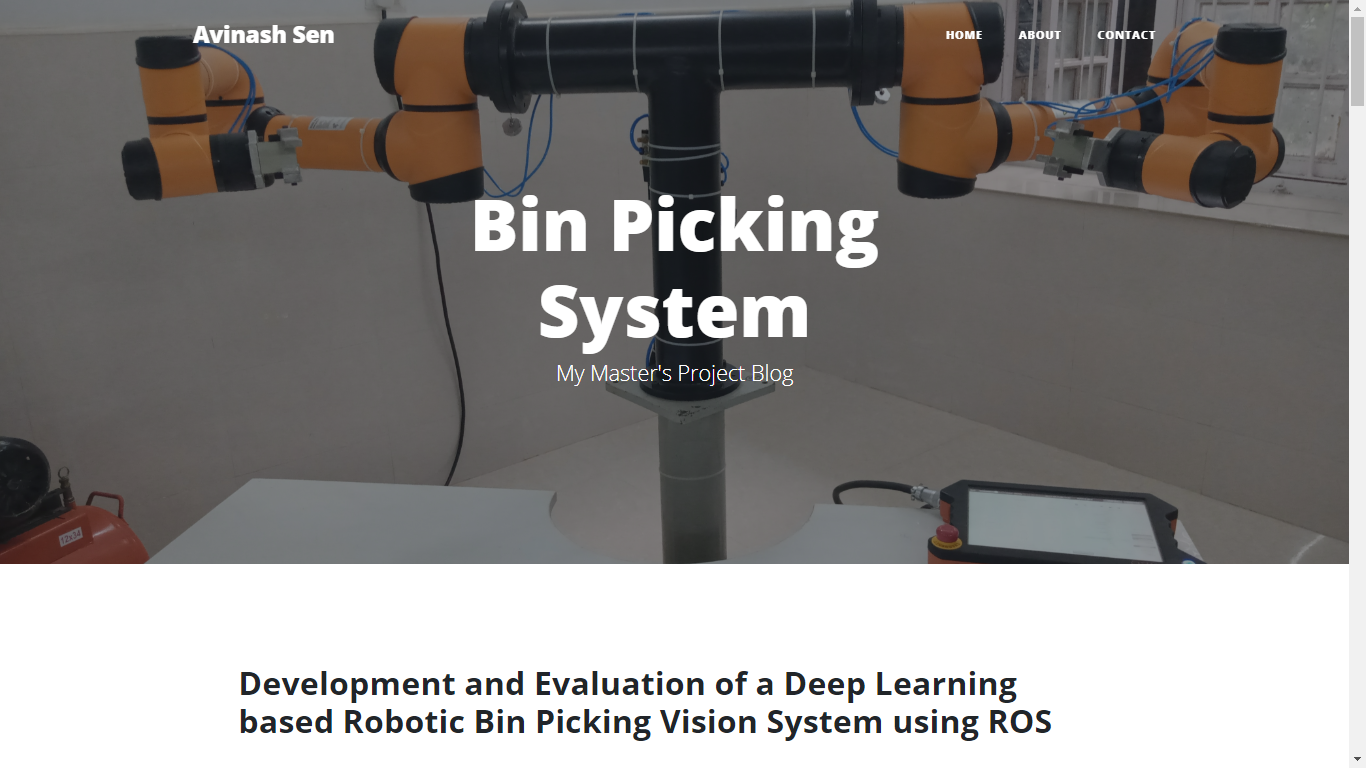 Avinash Sen
HOME ABOUT CONTACT
Bin Picking
System
My Master's Project Blog
12x34
Development and Evaluation of a Deep Learning
based Robotic Bin Picking Vision System using ROS